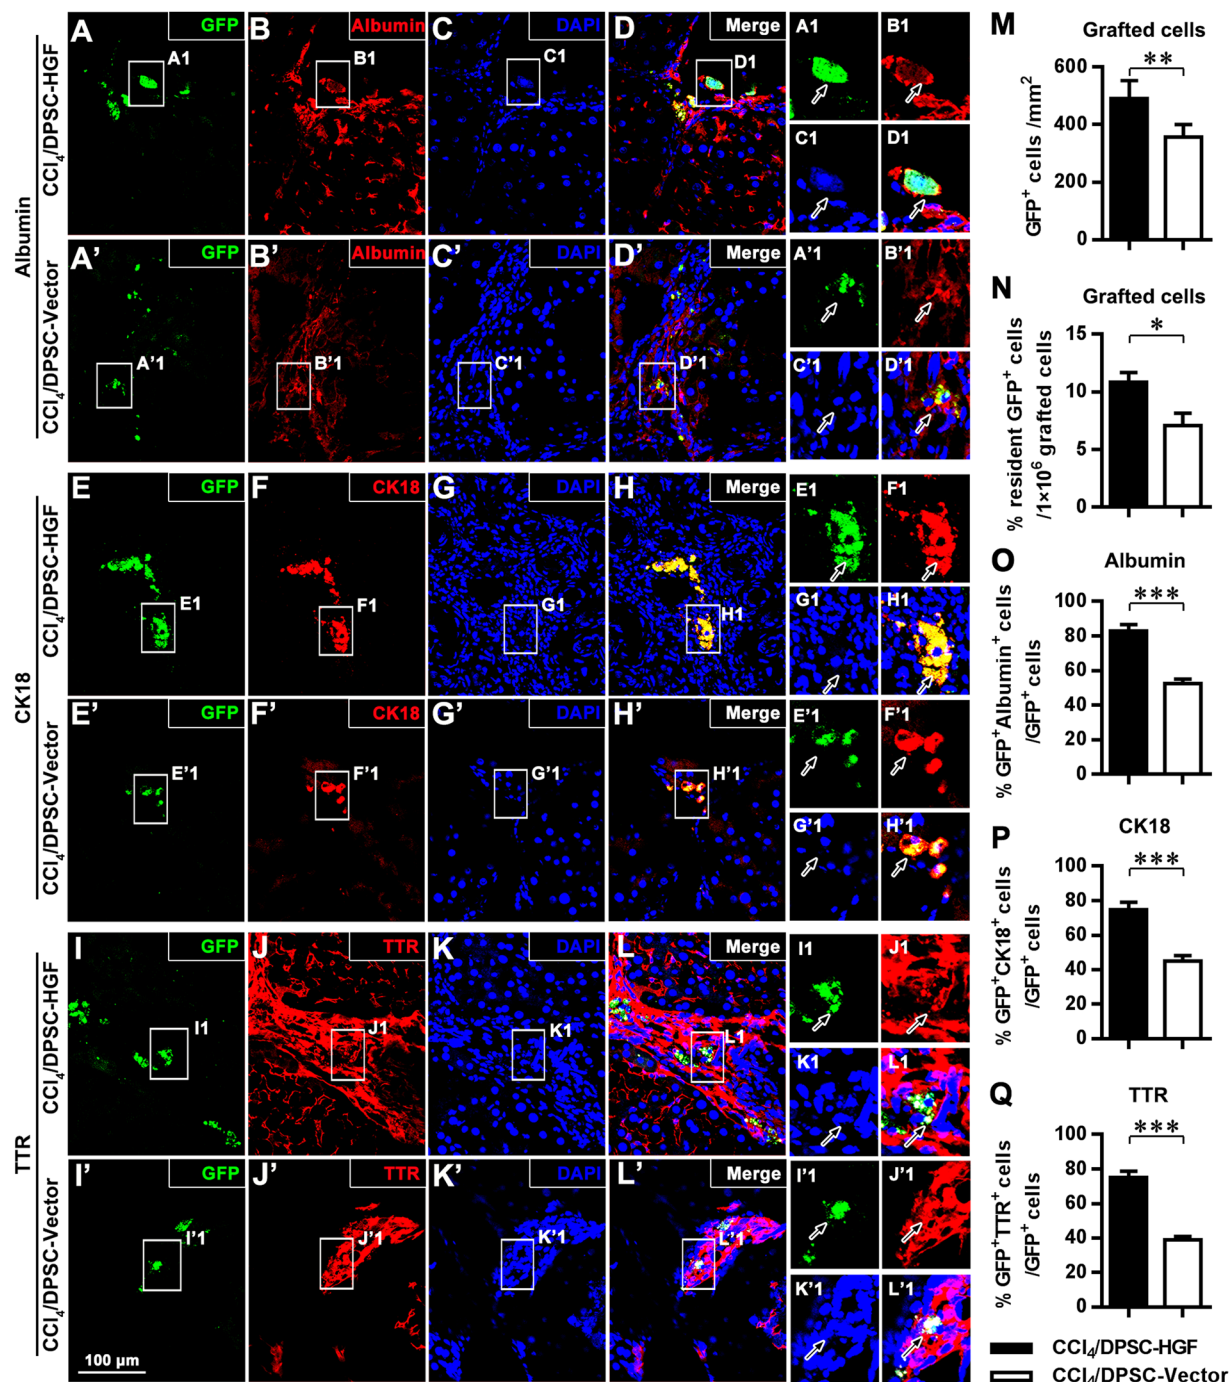 A GFP B Albumin C DAPI D Merge
A1 B1 C1 D1
A1 B1
C1 D1
CCl₄/DPSC-HGF
Albumin
A' GFP B' Albumin C' DAPI D' Merge
A'1 B'1 C'1 D'1
A'1 B'1
C'1 D'1
CCl₄/DPSC-Vector
E GFP F CK18 G DAPI H Merge
E1 F1 G1 H1
E1 F1
G1 H1
CCl₄/DPSC-HGF
CK18
E' GFP F' CK18 G' DAPI H' Merge
E'1 F'1 G'1 H'1
E'1 F'1
G'1 H'1
CCl₄/DPSC-Vector
I GFP J TTR K DAPI L Merge
I1 J1 K1 L1
I1 J1
K1 L1
CCl₄/DPSC-HGF
TTR
I' GFP J' TTR K' DAPI L' Merge
I'1 J'1 K'1 L'1
I'1 J'1
K'1 L'1
CCl₄/DPSC-Vector
100 μm
M
Grafted cells
**
GFP⁺ cells /mm²
600
400
200
0
N
Grafted cells
*
% resident GFP⁺ cells
/1×10⁶ grafted cells
15
10
5
0
O
Albumin
***
% GFP⁺Albumin⁺ cells
/GFP⁺ cells
100
80
60
40
20
0
P
CK18
***
% GFP⁺CK18⁺ cells
/GFP⁺ cells
100
80
60
40
20
0
Q
TTR
***
% GFP⁺TTR⁺ cells
/GFP⁺ cells
100
80
60
40
20
0
CCl₄/DPSC-HGF
CCl₄/DPSC-Vector